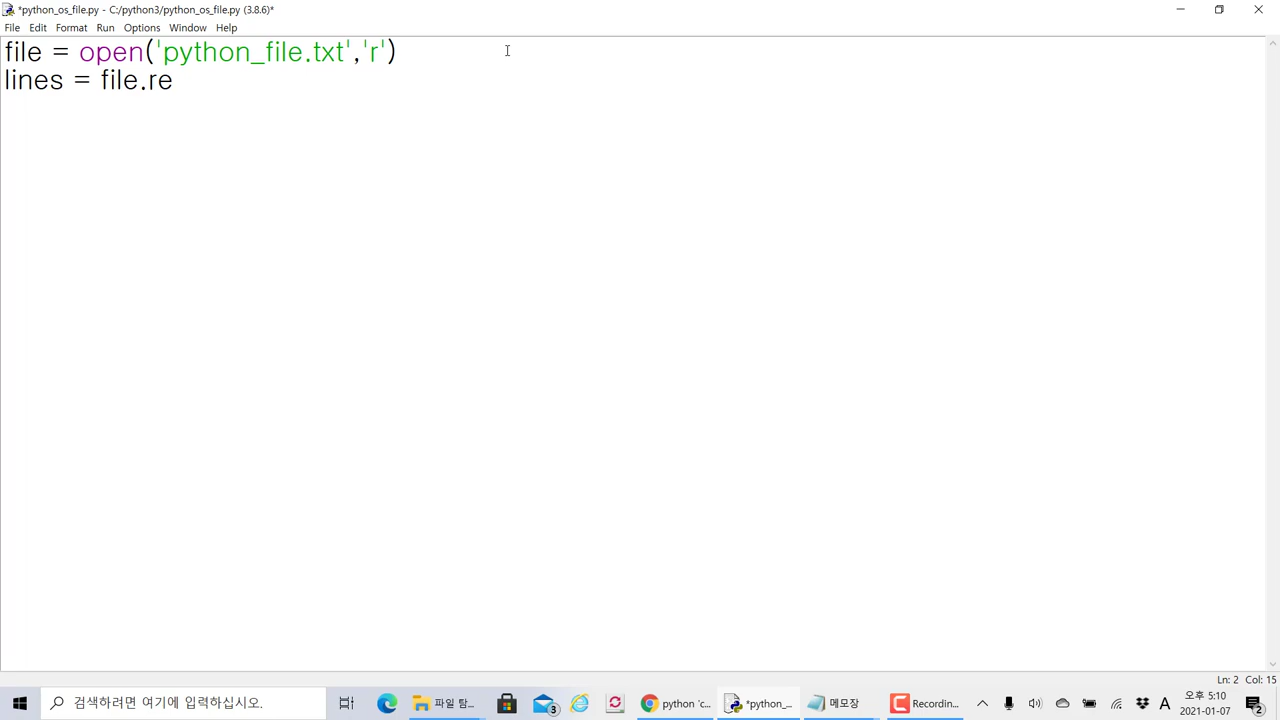 *python_os_file.py - C:/python3/python_os_file.py (3.8.6)*
File Edit Format Run Options Window Help
file = open('python_file.txt','r')
lines = file.re
Ln: 2 Col: 15
검색하려면 여기에 입력하십시오.
파일 탐...
3
python 'c...
*python_...
메모장
Recordin...
A
오후 5:10
2021-01-07
2